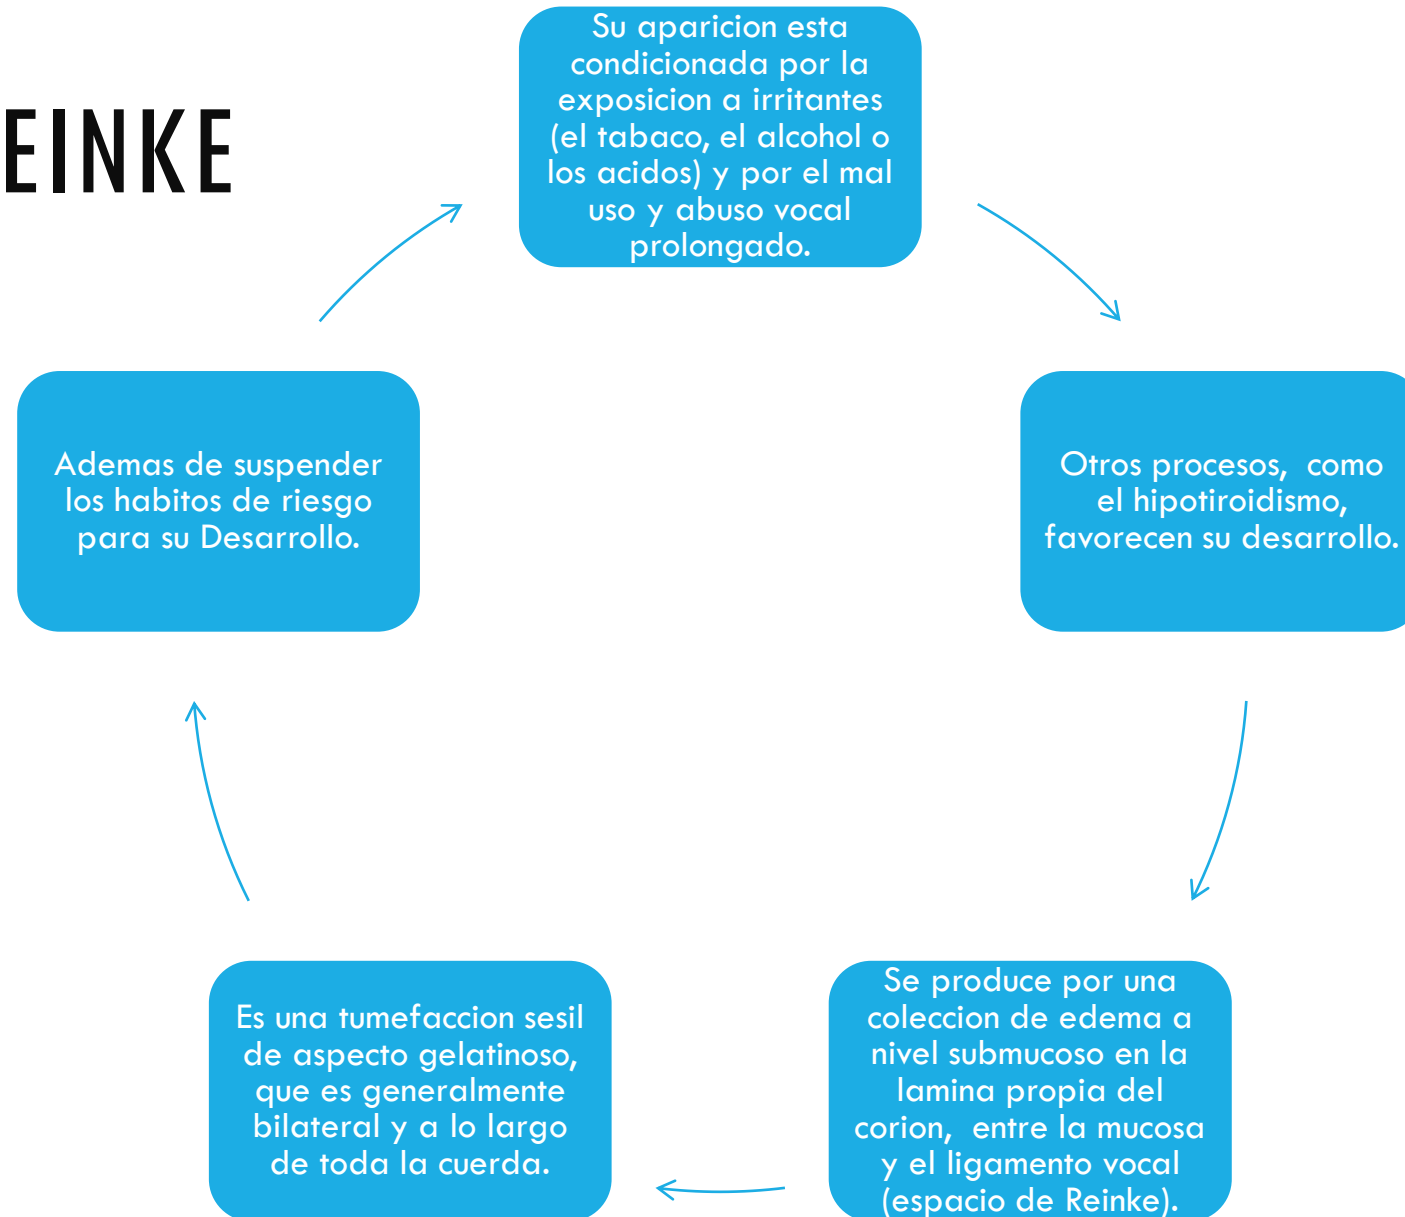 EINKE
Su aparicion esta
condicionada por la
exposicion a irritantes
(el tabaco, el alcohol o
los acidos) y por el mal
uso y abuso vocal
prolongado.
Otros procesos, como
el hipotiroidismo,
favorecen su desarrollo.
Se produce por una
coleccion de edema a
nivel submucoso en la
lamina propia del
corion, entre la mucosa
y el ligamento vocal
(espacio de Reinke).
Es una tumefaccion sesil
de aspecto gelatinoso,
que es generalmente
bilateral y a lo largo
de toda la cuerda.
Ademas de suspender
los habitos de riesgo
para su Desarrollo.